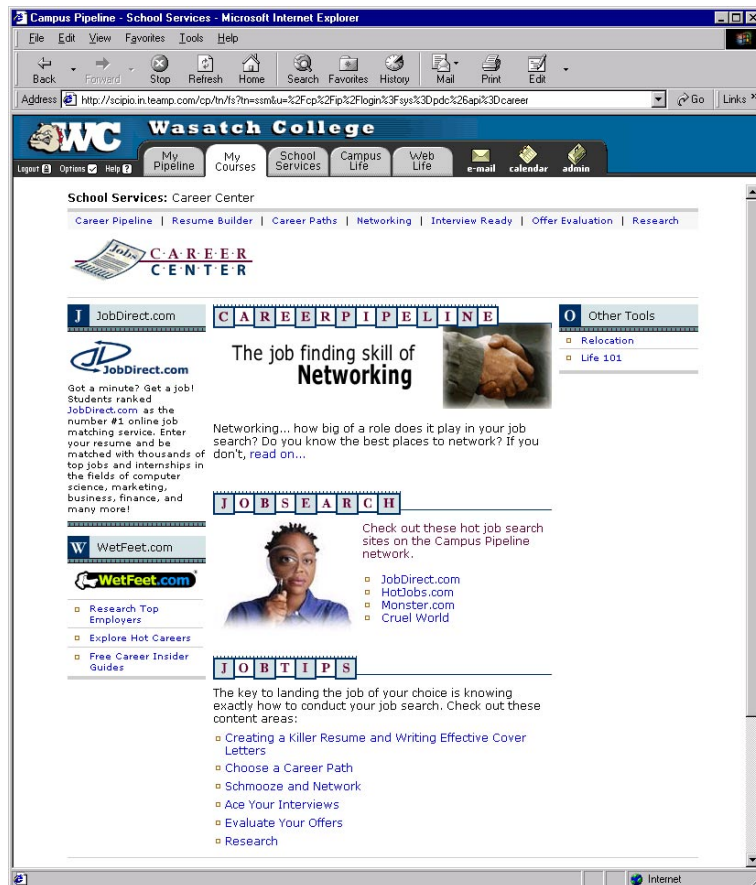 Campus Pipeline - School Services - Microsoft Internet Explorer
File Edit View Favorites Tools Help
Back Forward Stop Refresh Home Search Favorites History Mail Print Edit
Address http://scipio.in.teamp.com/cp/tn/fs?tn=ssm&u=%2Fcp%2Fip%2Flogin%3Fsys%3Dpdc%26api%3Dcareer Go Links
WC Wasatch College
Logout Options Help
My Pipeline
My Courses
School Services
Campus Life
Web Life
e-mail calendar admin
School Services: Career Center
Career Pipeline | Resume Builder | Career Paths | Networking | Interview Ready | Offer Evaluation | Research
Jobs
C·A·R·E·E·R
C·E·N·T·E·R
J JobDirect.com
JobDirect.com
Got a minute? Get a job!
Students ranked
JobDirect.com as the
number #1 online job
matching service. Enter
your resume and be
matched with thousands of
top jobs and internships in
the fields of computer
science, marketing,
business, finance, and
many more!
W WetFeet.com
WetFeet.com
Research Top
Employers
Explore Hot Careers
Free Career Insider
Guides
CAREERPIPELINE
The job finding skill of
Networking
Networking... how big of a role does it play in your job
search? Do you know the best places to network? If you
don't, read on...
JOBSEARCH
Check out these hot job search
sites on the Campus Pipeline
network.
JobDirect.com
HotJobs.com
Monster.com
Cruel World
JOBTIPS
The key to landing the job of your choice is knowing
exactly how to conduct your job search. Check out these
content areas:
Creating a Killer Resume and Writing Effective Cover
Letters
Choose a Career Path
Schmooze and Network
Ace Your Interviews
Evaluate Your Offers
Research
O Other Tools
Relocation
Life 101
Internet